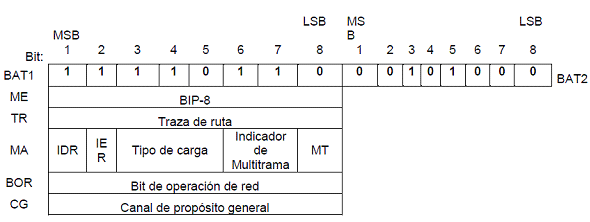 MSB LSB MS B LSB
Bit: 1 2 3 4 5 6 7 8 1 2 3 4 5 6 7 8
BAT1 1 1 1 1 0 1 1 0 0 0 1 0 1 0 0 0 BAT2
ME BIP-8
TR Traza de ruta
MA IDR IE R Tipo de carga Indicador de Multitrama MT
BOR Bit de operación de red
CG Canal de propósito general